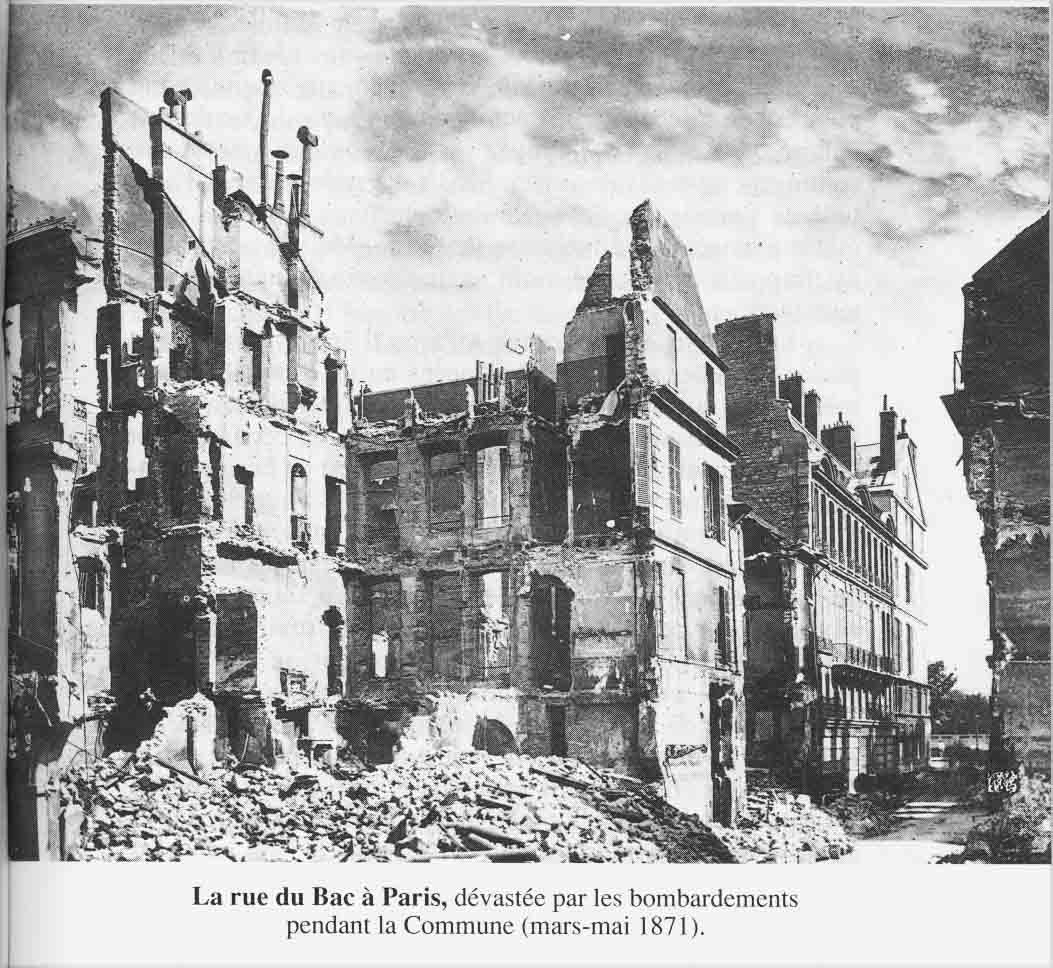 La rue du Bac à Paris, dévastée par les bombardements
pendant la Commune (mars-mai 1871).